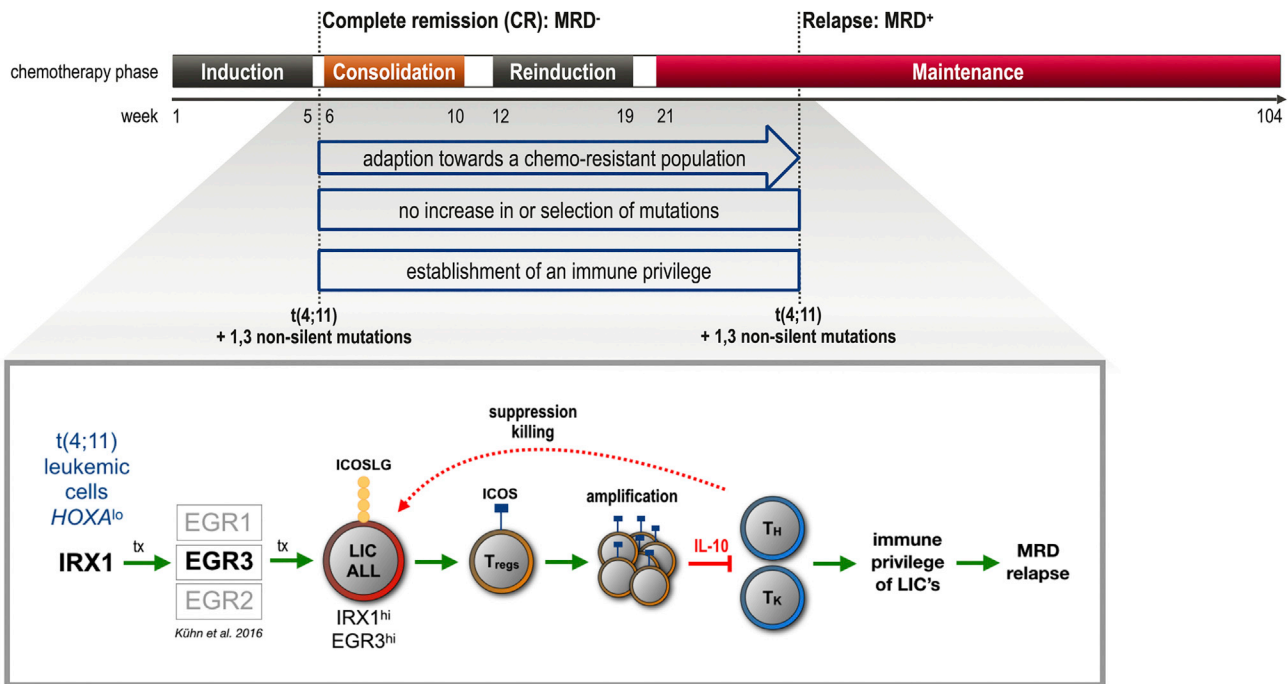 Complete remission (CR): MRD⁻
Relapse: MRD⁺
chemotherapy phase
Induction
Consolidation
Reinduction
Maintenance
week
1
5
6
10
12
19
21
104
adaption towards a chemo-resistant population
no increase in or selection of mutations
establishment of an immune privilege
t(4;11)
+ 1,3 non-silent mutations
t(4;11)
+ 1,3 non-silent mutations
suppression
killing
t(4;11)
leukemic
cells
HOXAˡᵒ
IRX1
tx
EGR1
EGR3
EGR2
Kühn et al. 2016
tx
ICOSLG
LIC
ALL
IRX1ʰⁱ
EGR3ʰⁱ
ICOS
Tregs
amplification
IL-10
TH
TK
immune
privilege
of LIC's
MRD
relapse